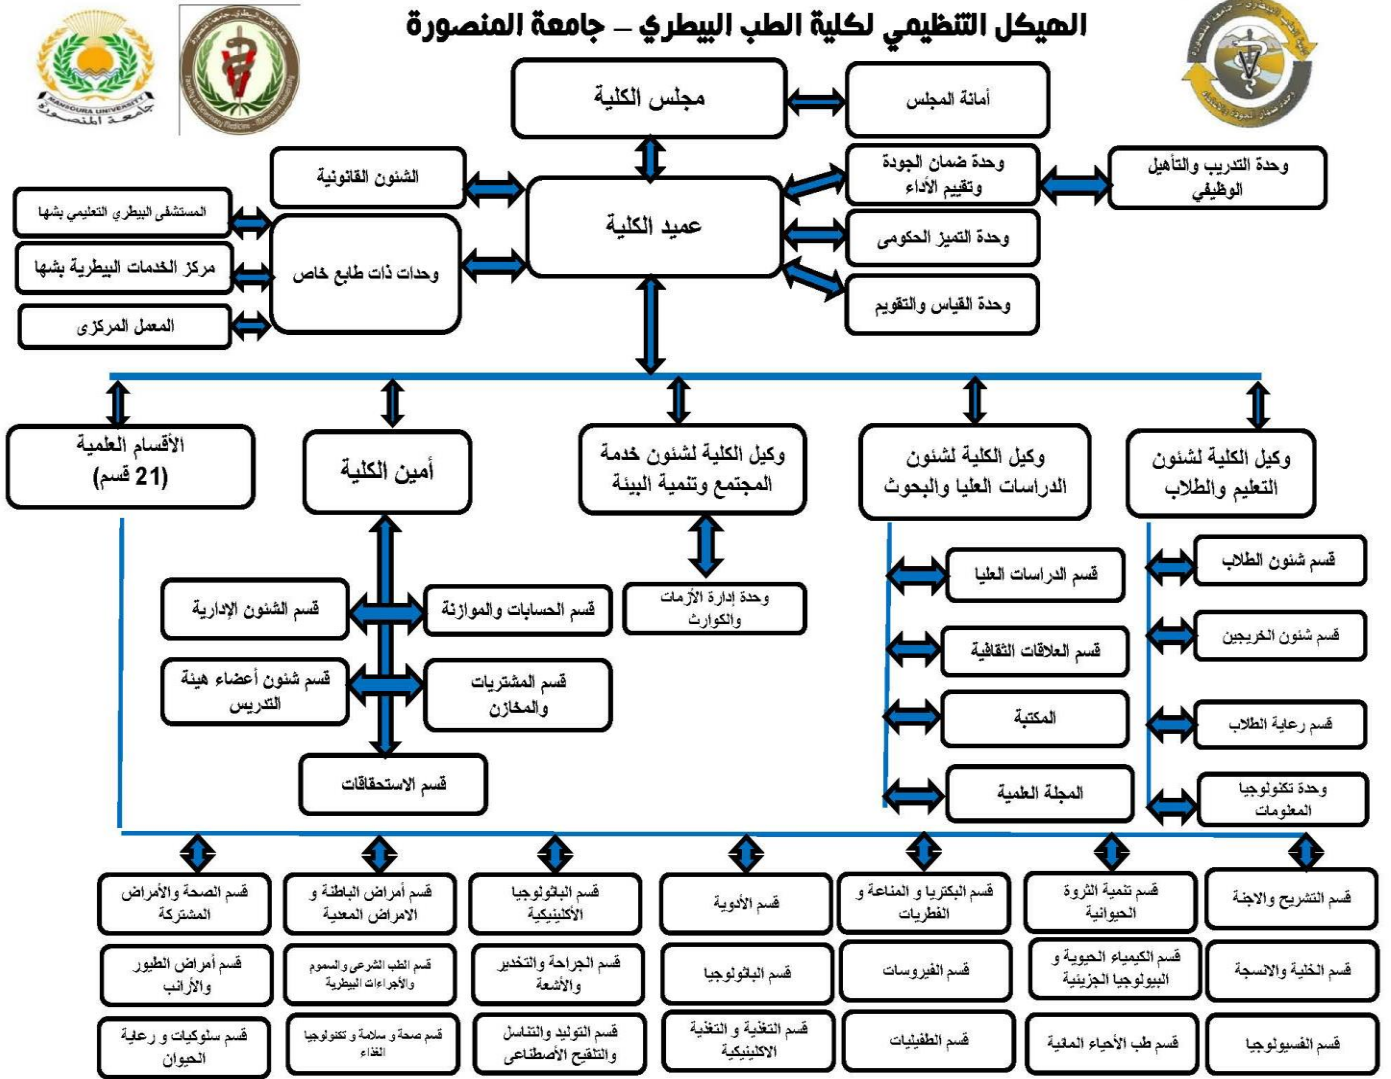 الهيكل التنظيمي لكلية الطب البيطري – جامعة المنصورة
MANSOURA UNIVERSITY
جامعة المنصورة
مجلس الكلية
أمانة المجلس
الشئون القانونية
عميد الكلية
وحدة ضمان الجودة
وتقييم الأداء
وحدة التدريب والتأهيل
الوظيفي
وحدة التميز الحكومى
وحدة القياس والتقويم
وحدات ذات طابع خاص
المستشفى البيطري التعليمي بشها
مركز الخدمات البيطرية بشها
المعمل المركزى
وكيل الكلية لشئون
التعليم والطلاب
وكيل الكلية لشئون
الدراسات العليا والبحوث
وكيل الكلية لشئون خدمة
المجتمع وتنمية البيئة
أمين الكلية
الأقسام العلمية
(21 قسم)
قسم شئون الطلاب
قسم شئون الخريجين
قسم رعاية الطلاب
وحدة تكنولوجيا
المعلومات
قسم الدراسات العليا
قسم العلاقات الثقافية
المكتبة
المجلة العلمية
وحدة إدارة الأزمات
والكوارث
قسم الحسابات والموازنة
قسم الشئون الإدارية
قسم المشتريات
والمخازن
قسم شئون أعضاء هيئة
التدريس
قسم الاستحقاقات
قسم التشريح والاجنة
قسم تنمية الثروة
الحيوانية
قسم البكتريا و المناعة و
الفطريات
قسم الأدوية
قسم الباثولوجيا
الأكلينيكية
قسم أمراض الباطنة و
الامراض المعدية
قسم الصحة والأمراض
المشتركة
قسم الخلية والانسجة
قسم الكيمياء الحيوية و
البيولوجيا الجزيئية
قسم الفيروسات
قسم الباثولوجيا
قسم الجراحة والتخدير
والأشعة
قسم الطب الشرعى والسموم
والأجراءات البيطرية
قسم أمراض الطيور
والأرانب
قسم الفسيولوجيا
قسم طب الأحياء المائية
قسم الطفيليات
قسم التغذية و التغذية
الاكلينيكية
قسم التوليد والتناسل
والتلقيح الأصطناعى
قسم صحة و سلامة و تكنولوجيا
الغذاء
قسم سلوكيات و رعاية
الحيوان